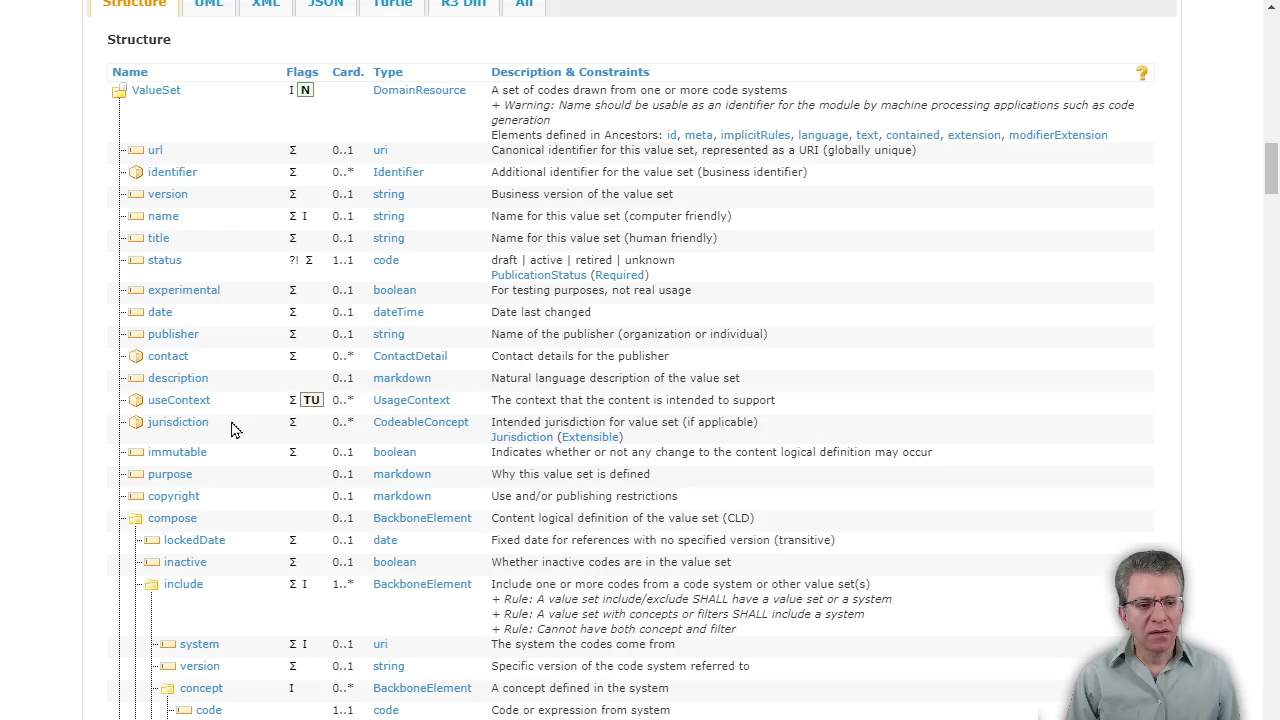 Structure UML XML JSON Turtle R3 Diff All
Structure
Name Flags Card. Type Description & Constraints
ValueSet I N DomainResource A set of codes drawn from one or more code systems
+ Warning: Name should be usable as an identifier for the module by machine processing applications such as code
generation
Elements defined in Ancestors: id, meta, implicitRules, language, text, contained, extension, modifierExtension
url Σ 0..1 uri Canonical identifier for this value set, represented as a URI (globally unique)
identifier Σ 0..* Identifier Additional identifier for the value set (business identifier)
version Σ 0..1 string Business version of the value set
name Σ I 0..1 string Name for this value set (computer friendly)
title Σ 0..1 string Name for this value set (human friendly)
status ?! Σ 1..1 code draft | active | retired | unknown
PublicationStatus (Required)
experimental Σ 0..1 boolean For testing purposes, not real usage
date Σ 0..1 dateTime Date last changed
publisher Σ 0..1 string Name of the publisher (organization or individual)
contact Σ 0..* ContactDetail Contact details for the publisher
description 0..1 markdown Natural language description of the value set
useContext Σ TU 0..* UsageContext The context that the content is intended to support
jurisdiction Σ 0..* CodeableConcept Intended jurisdiction for value set (if applicable)
Jurisdiction (Extensible)
immutable Σ 0..1 boolean Indicates whether or not any change to the content logical definition may occur
purpose 0..1 markdown Why this value set is defined
copyright 0..1 markdown Use and/or publishing restrictions
compose 0..1 BackboneElement Content logical definition of the value set (CLD)
lockedDate Σ 0..1 date Fixed date for references with no specified version (transitive)
inactive Σ 0..1 boolean Whether inactive codes are in the value set
include Σ I 1..* BackboneElement Include one or more codes from a code system or other value set(s)
+ Rule: A value set include/exclude SHALL have a value set or a system
+ Rule: A value set with concepts or filters SHALL include a system
+ Rule: Cannot have both concept and filter
system Σ I 0..1 uri The system the codes come from
version Σ 0..1 string Specific version of the code system referred to
concept I 0..* BackboneElement A concept defined in the system
code 1..1 code Code or expression from system